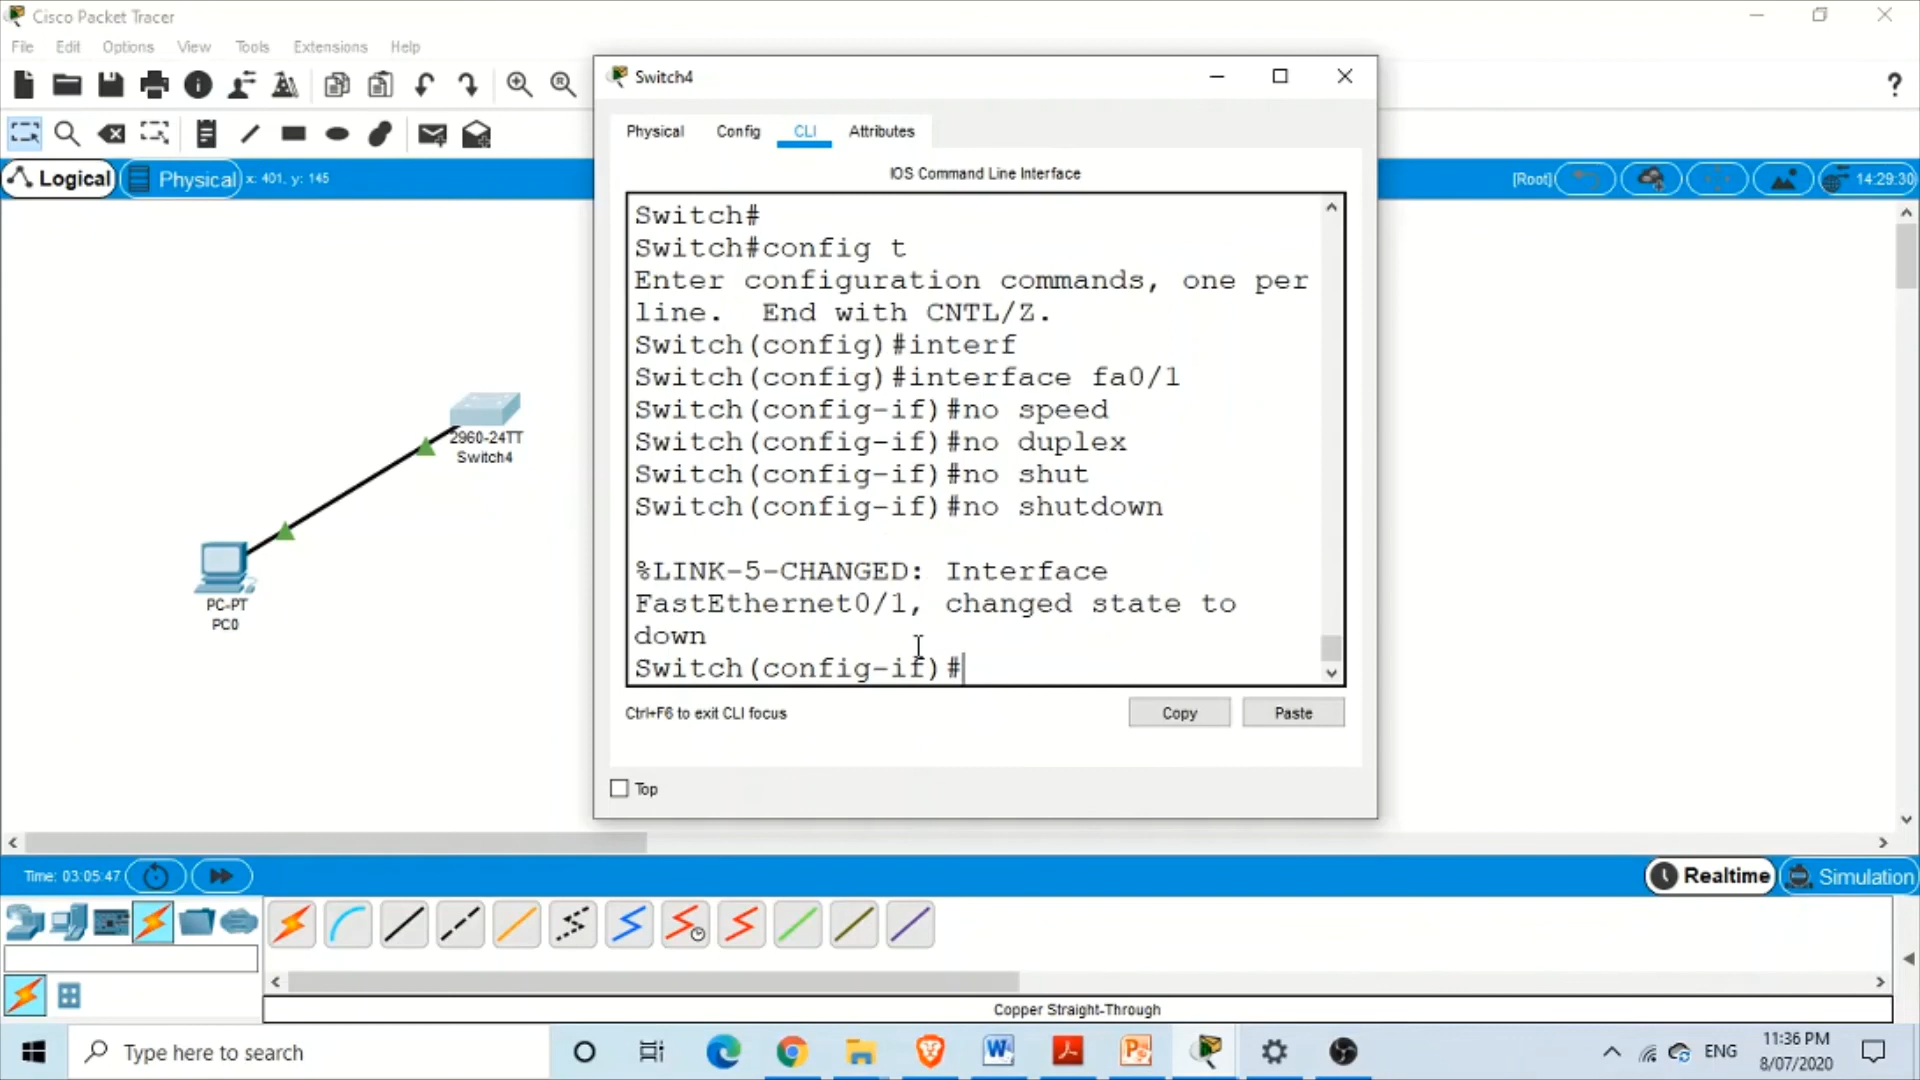 Cisco Packet Tracer
File Edit Options View Tools Extensions Help
Logical Physical x: 401, y: 145
[Root] 14:29:30
2960-24TT
Switch4
PC-PT
PC0
Switch4
Physical Config CLI Attributes
IOS Command Line Interface
Switch#
Switch#config t
Enter configuration commands, one per
line.  End with CNTL/Z.
Switch(config)#interf
Switch(config)#interface fa0/1
Switch(config-if)#no speed
Switch(config-if)#no duplex
Switch(config-if)#no shut
Switch(config-if)#no shutdown
%LINK-5-CHANGED: Interface
FastEthernet0/1, changed state to
down
Switch(config-if)#
Ctrl+F6 to exit CLI focus
Copy Paste
Top
Time: 03:05:47
Realtime Simulation
Copper Straight-Through
Type here to search
ENG
11:36 PM
8/07/2020